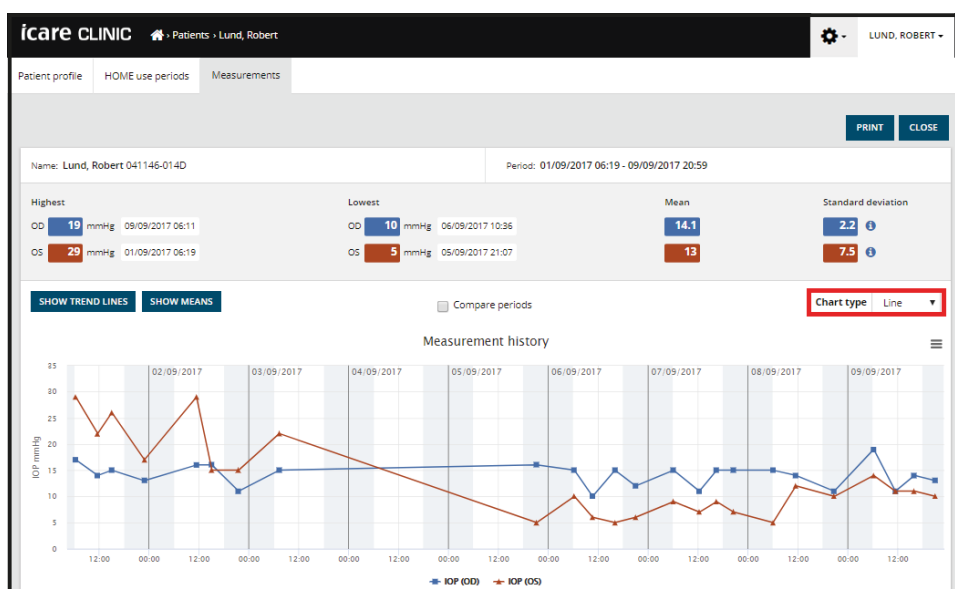 icare CLINIC › Patients › Lund, Robert LUND, ROBERT
Patient profile HOME use periods Measurements
PRINT CLOSE
Name: Lund, Robert 041146-014D Period: 01/09/2017 06:19 - 09/09/2017 20:59
Highest Lowest Mean Standard deviation
OD 19 mmHg 09/09/2017 06:11 OD 10 mmHg 06/09/2017 10:36 14.1 2.2
OS 29 mmHg 01/09/2017 06:19 OS 5 mmHg 05/09/2017 21:07 13 7.5
SHOW TREND LINES SHOW MEANS Compare periods Chart type Line
Measurement history
35 02/09/2017 03/09/2017 04/09/2017 05/09/2017 06/09/2017 07/09/2017 08/09/2017 09/09/2017
30
25
20
IOP mmHg
15
10
5
0
12:00 00:00 12:00 00:00 12:00 00:00 12:00 00:00 12:00 00:00 12:00 00:00 12:00 00:00 12:00 00:00 12:00
IOP (OD) IOP (OS)